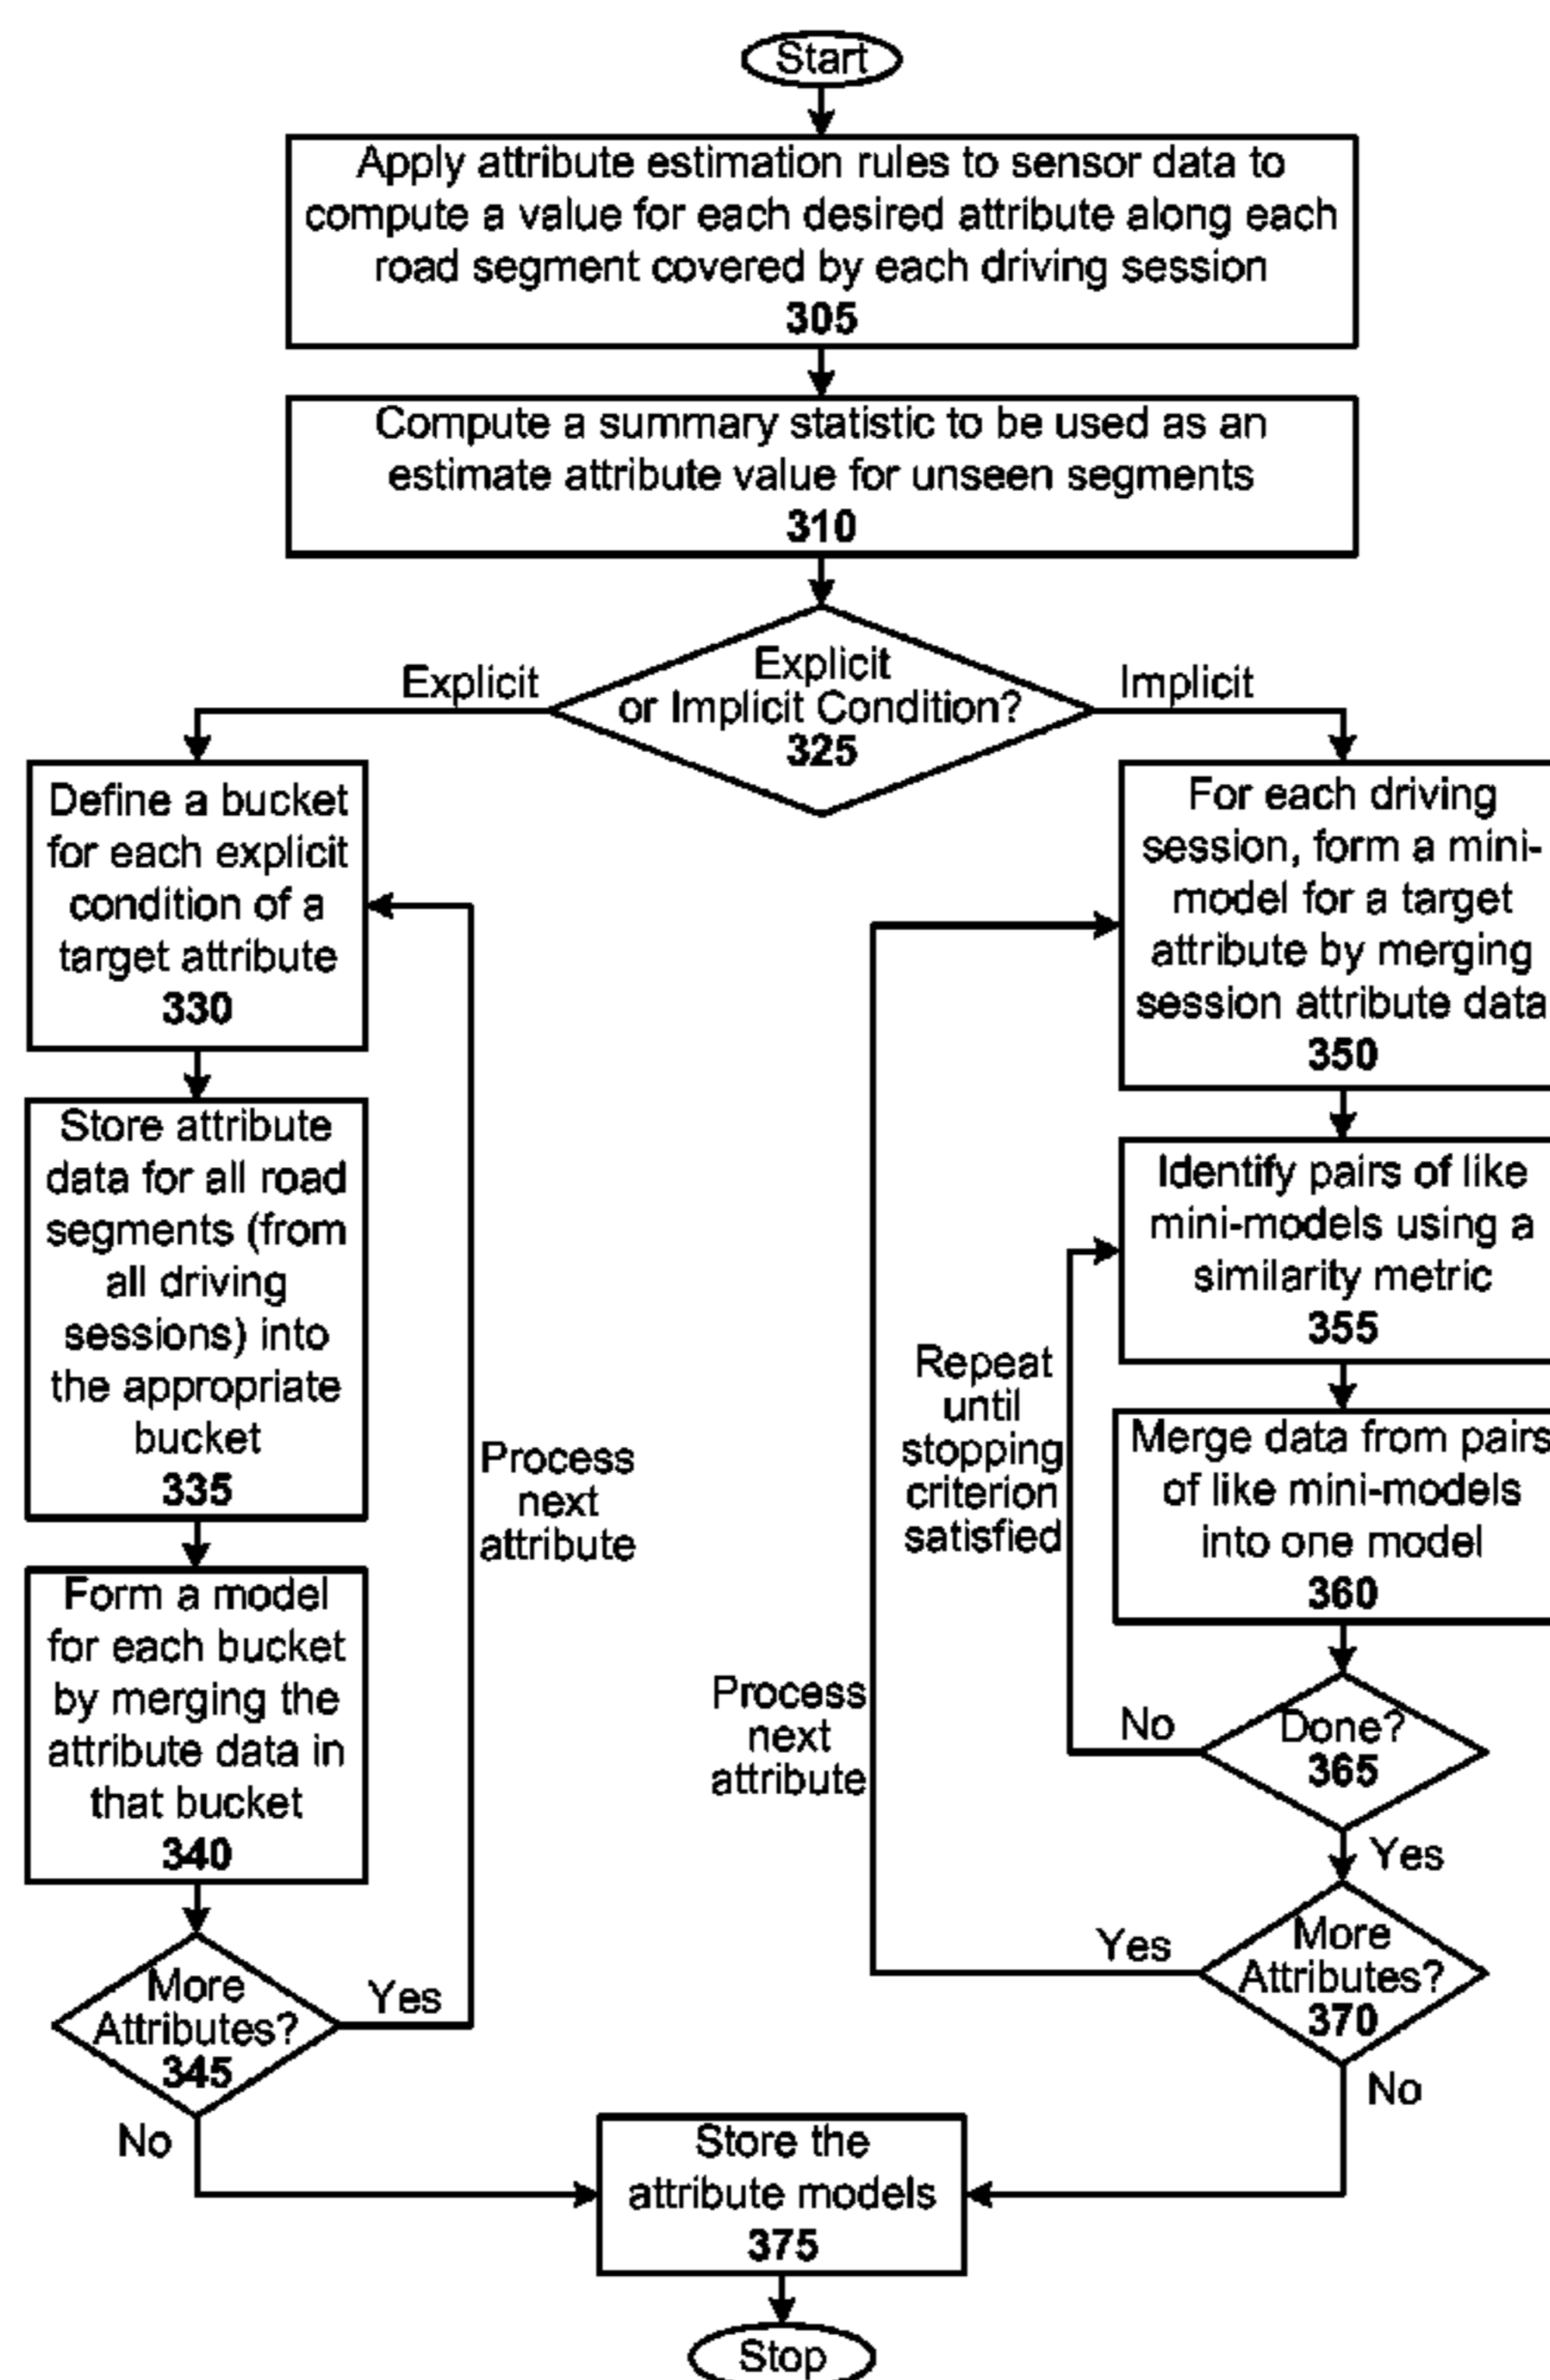 Start
Apply attribute estimation rules to sensor data to
compute a value for each desired attribute along each
road segment covered by each driving session
305
Compute a summary statistic to be used as an
estimate attribute value for unseen segments
310
Explicit
or Implicit Condition?
325
Explicit
Implicit
Define a bucket
for each explicit
condition of a
target attribute
330
Store attribute
data for all road
segments (from
all driving
sessions) into
the appropriate
bucket
335
Form a model
for each bucket
by merging the
attribute data in
that bucket
340
More
Attributes?
345
Yes
No
Process
next
attribute
For each driving
session, form a mini-
model for a target
attribute by merging
session attribute data
350
Identify pairs of like
mini-models using a
similarity metric
355
Merge data from pairs
of like mini-models
into one model
360
Repeat
until
stopping
criterion
satisfied
Done?
365
No
Yes
Process
next
attribute
More
Attributes?
370
Yes
No
Store the
attribute models
375
Stop